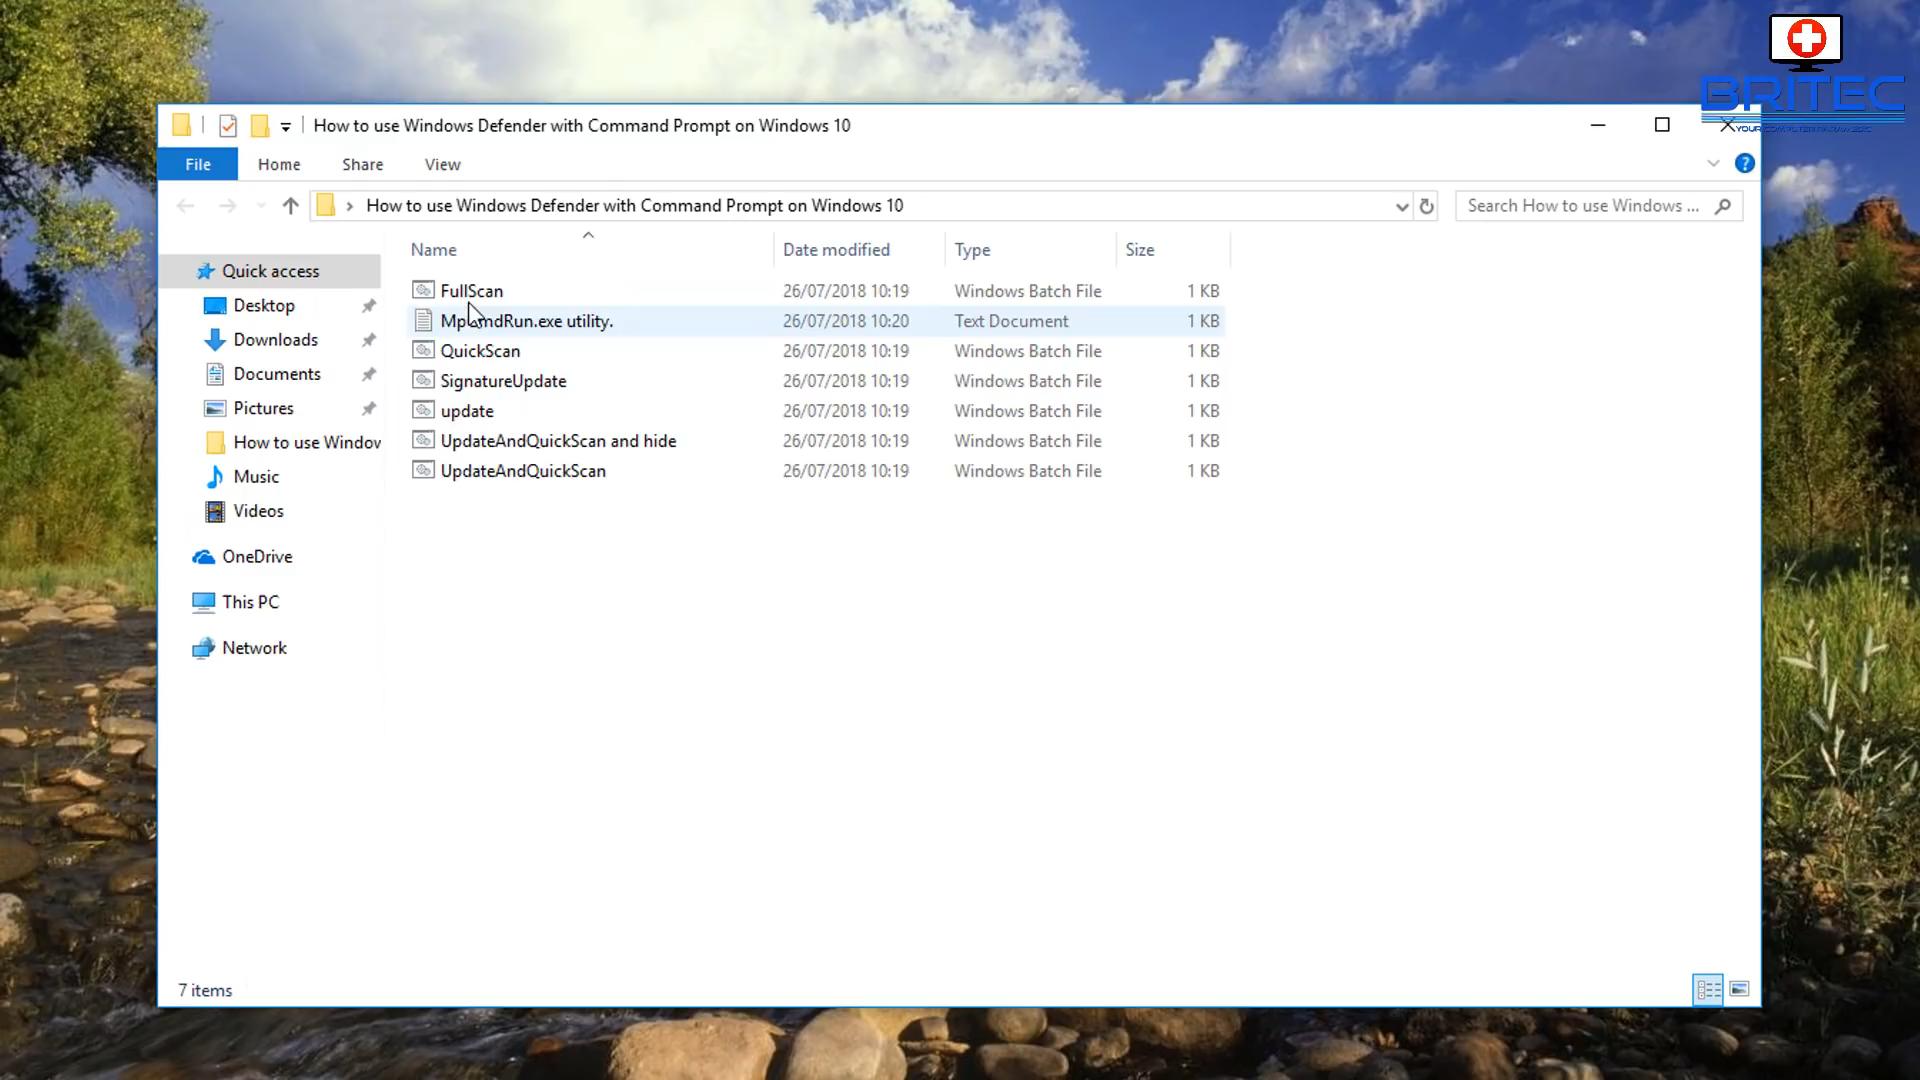 BRITEC
How to use Windows Defender with Command Prompt on Windows 10
File Home Share View
How to use Windows Defender with Command Prompt on Windows 10
Search How to use Windows ...
Name Date modified Type Size
Quick access
Desktop
Downloads
Documents
Pictures
How to use Window
Music
Videos
OneDrive
This PC
Network
FullScan 26/07/2018 10:19 Windows Batch File 1 KB
MpCmdRun.exe utility. 26/07/2018 10:20 Text Document 1 KB
QuickScan 26/07/2018 10:19 Windows Batch File 1 KB
SignatureUpdate 26/07/2018 10:19 Windows Batch File 1 KB
update 26/07/2018 10:19 Windows Batch File 1 KB
UpdateAndQuickScan and hide 26/07/2018 10:19 Windows Batch File 1 KB
UpdateAndQuickScan 26/07/2018 10:19 Windows Batch File 1 KB
7 items